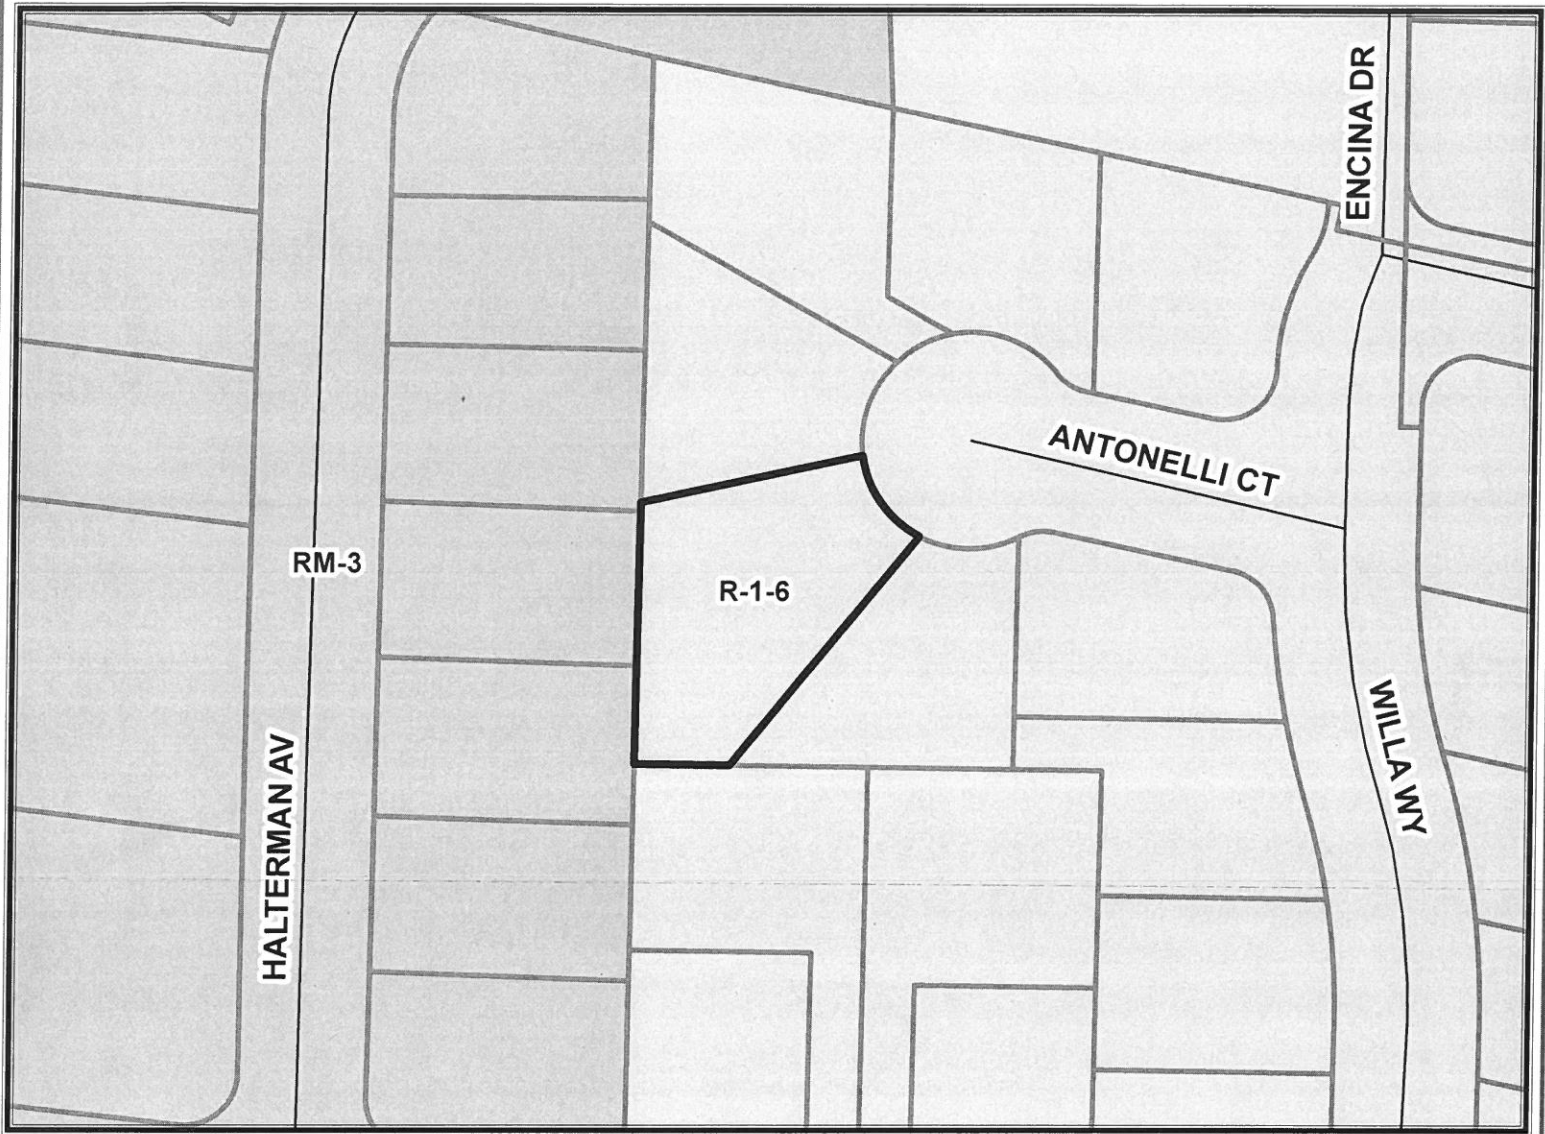 ENCINA DR
ANTONELLI CT
RM-3
R-1-6
WILLA WY
HALTERMAN AV